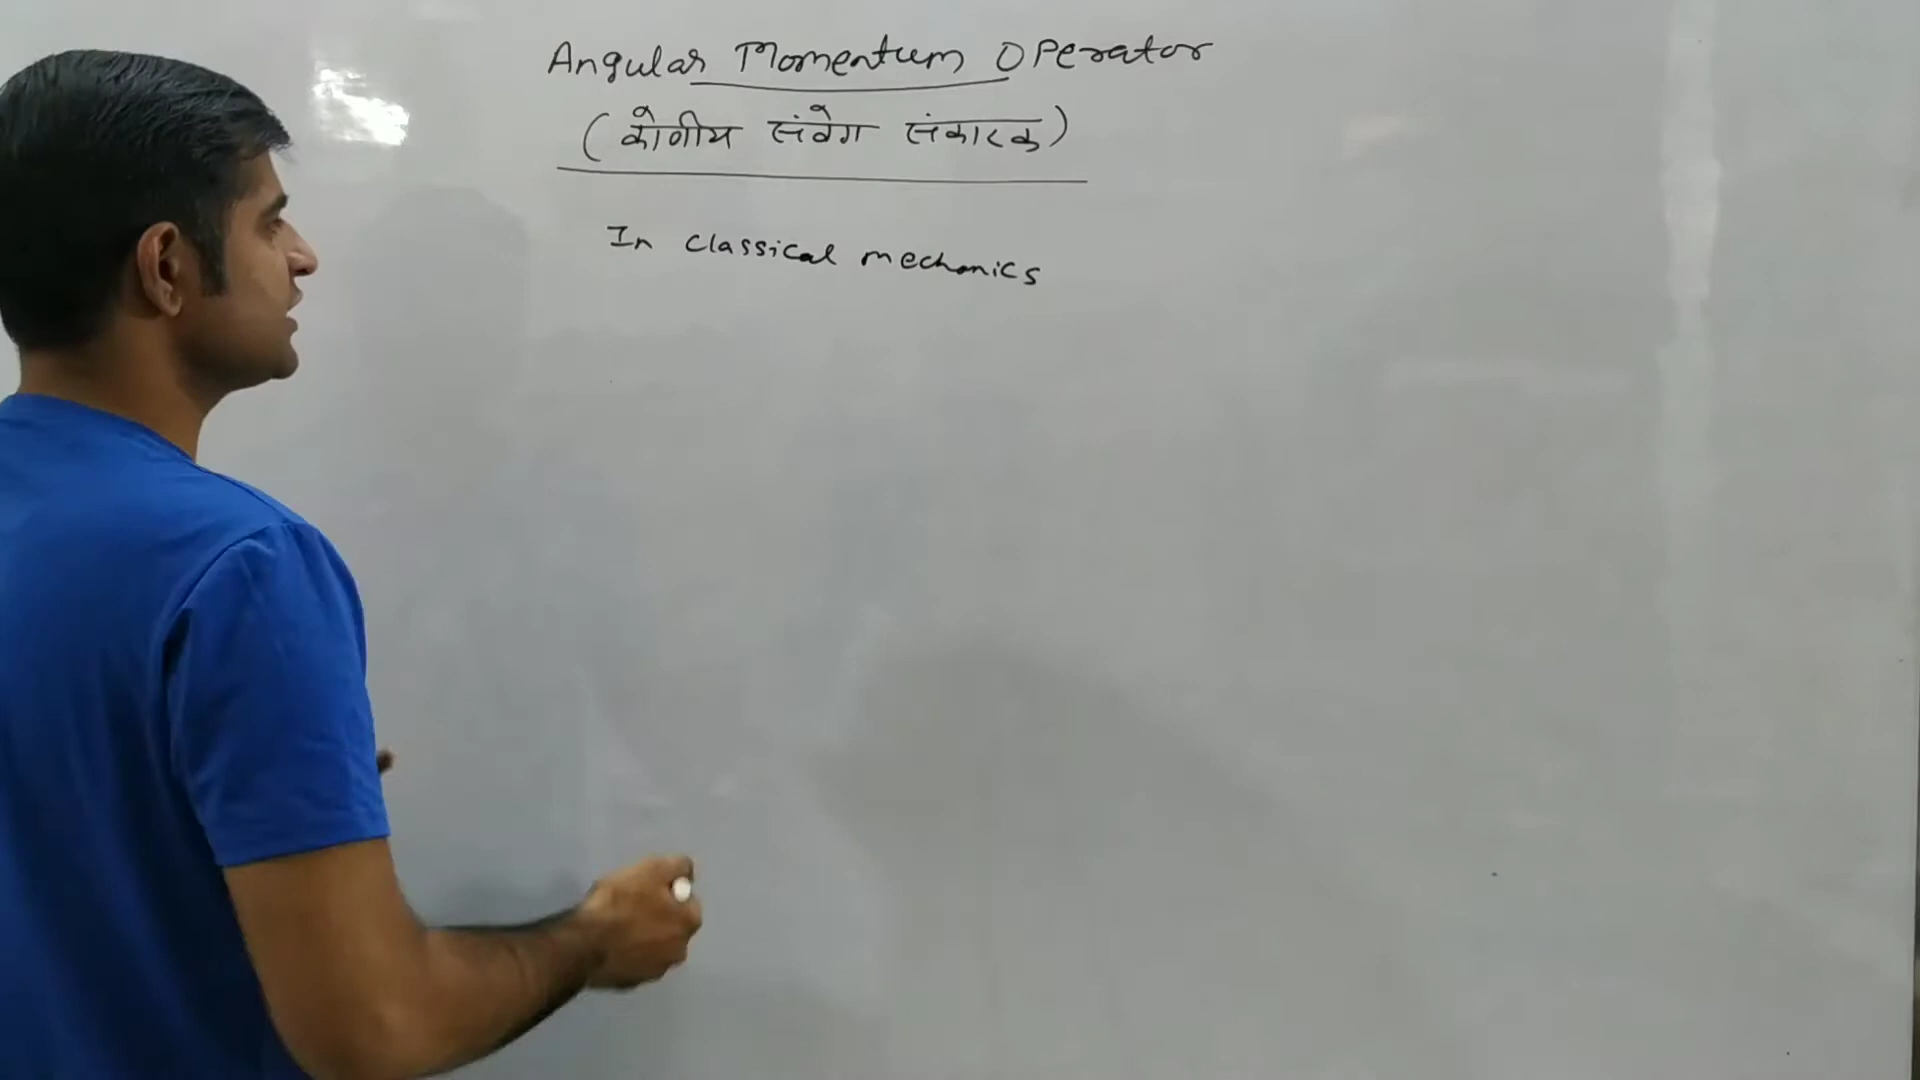 Angular Momentum Operator
(कोणीय संवेग संकारक)
In classical mechanics